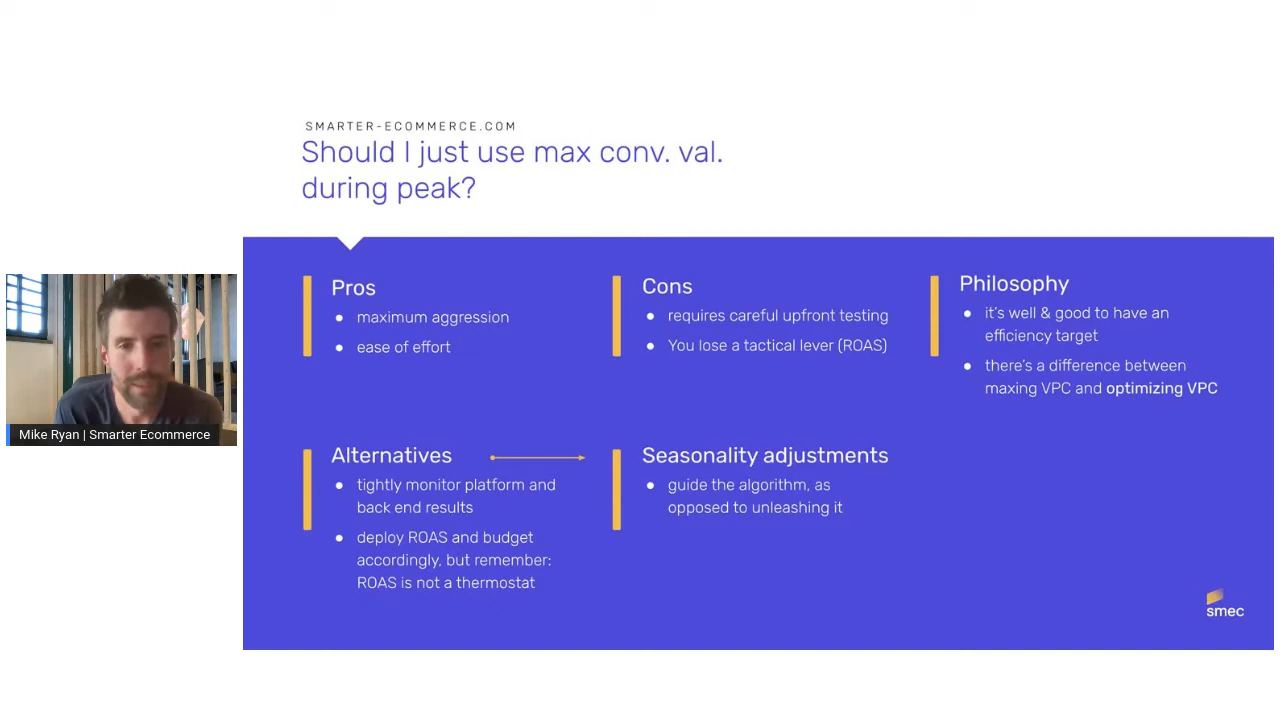 SMARTER-ECOMMERCE.COM
Should I just use max conv. val.
during peak?
Pros
● maximum aggression
● ease of effort
Cons
● requires careful upfront testing
● You lose a tactical lever (ROAS)
Philosophy
● it's well & good to have an
efficiency target
● there's a difference between
maxing VPC and optimizing VPC
Alternatives
● tightly monitor platform and
back end results
● deploy ROAS and budget
accordingly, but remember:
ROAS is not a thermostat
Seasonality adjustments
● guide the algorithm, as
opposed to unleashing it
smec
Mike Ryan | Smarter Ecommerce